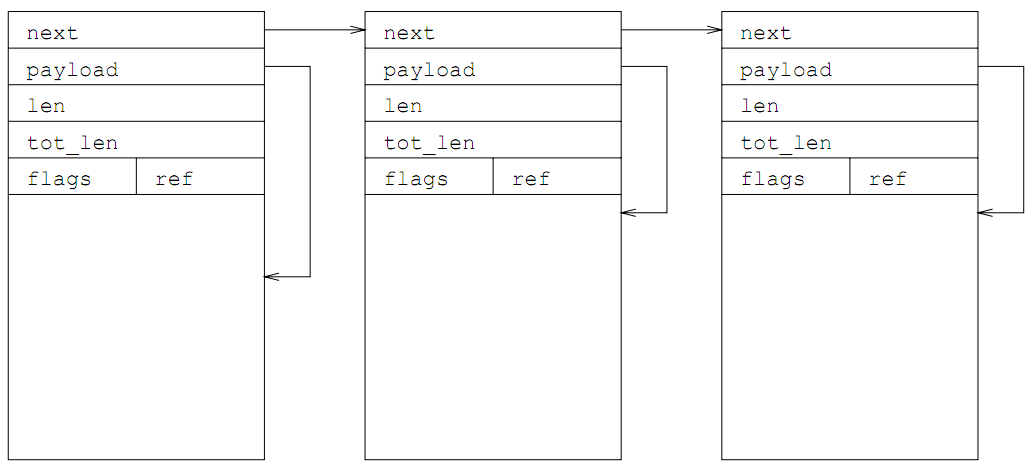 next
payload
len
tot_len
flags ref
next
payload
len
tot_len
flags ref
next
payload
len
tot_len
flags ref